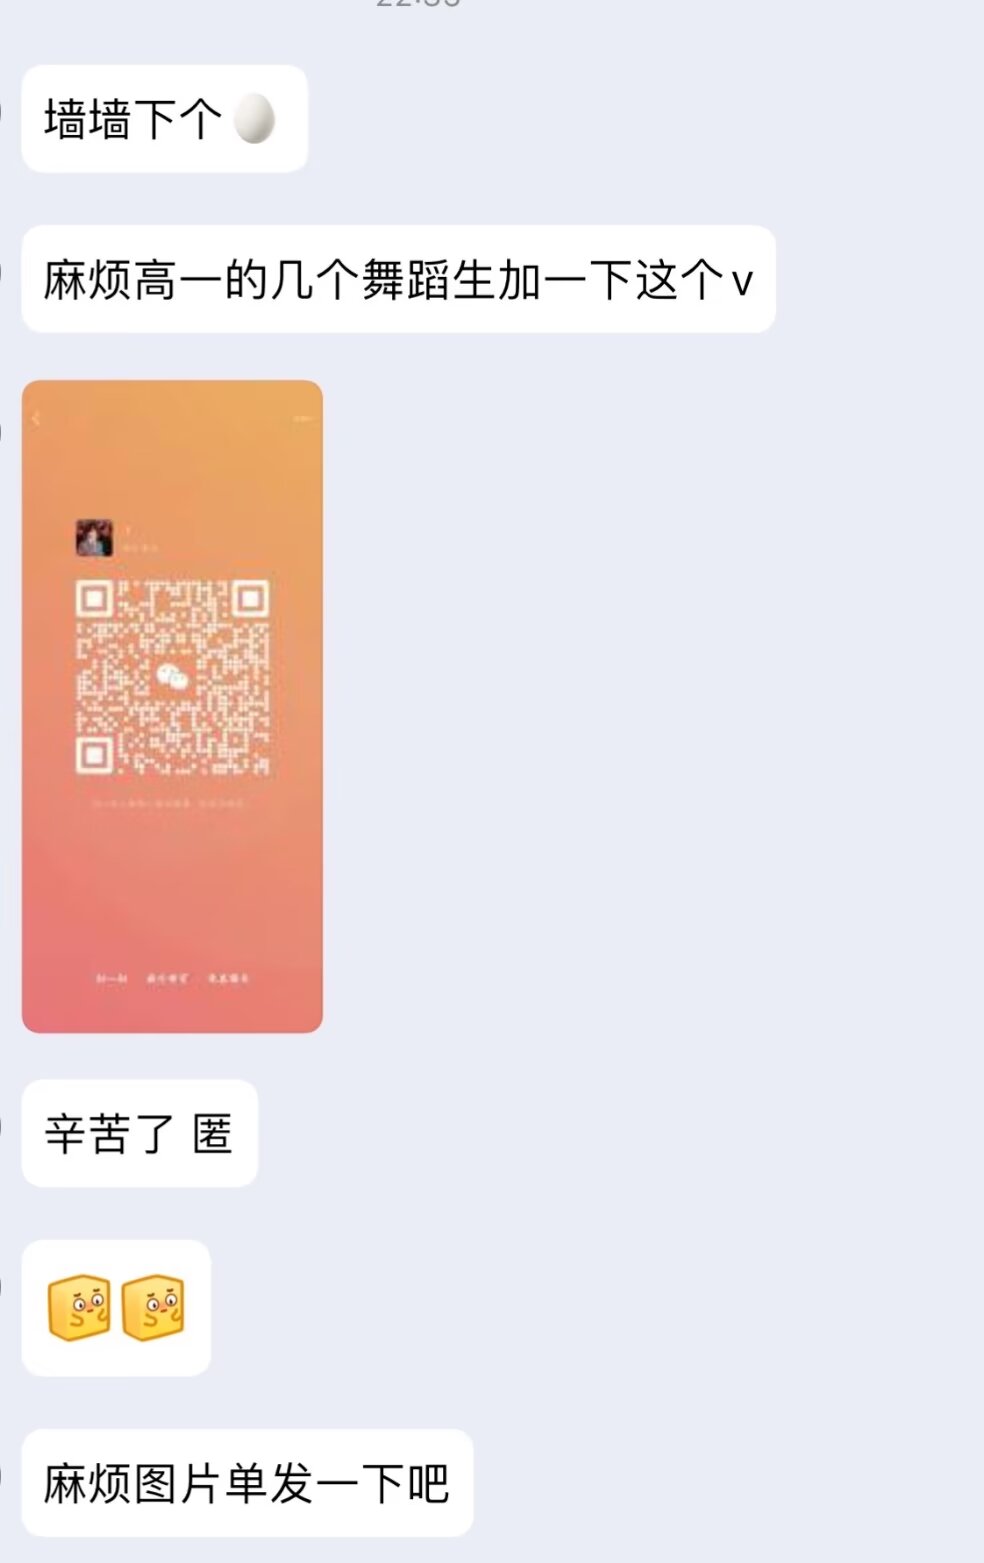 墙墙下个🥚
麻烦高一的几个舞蹈生加一下这个v
辛苦了 匿
麻烦图片单发一下吧